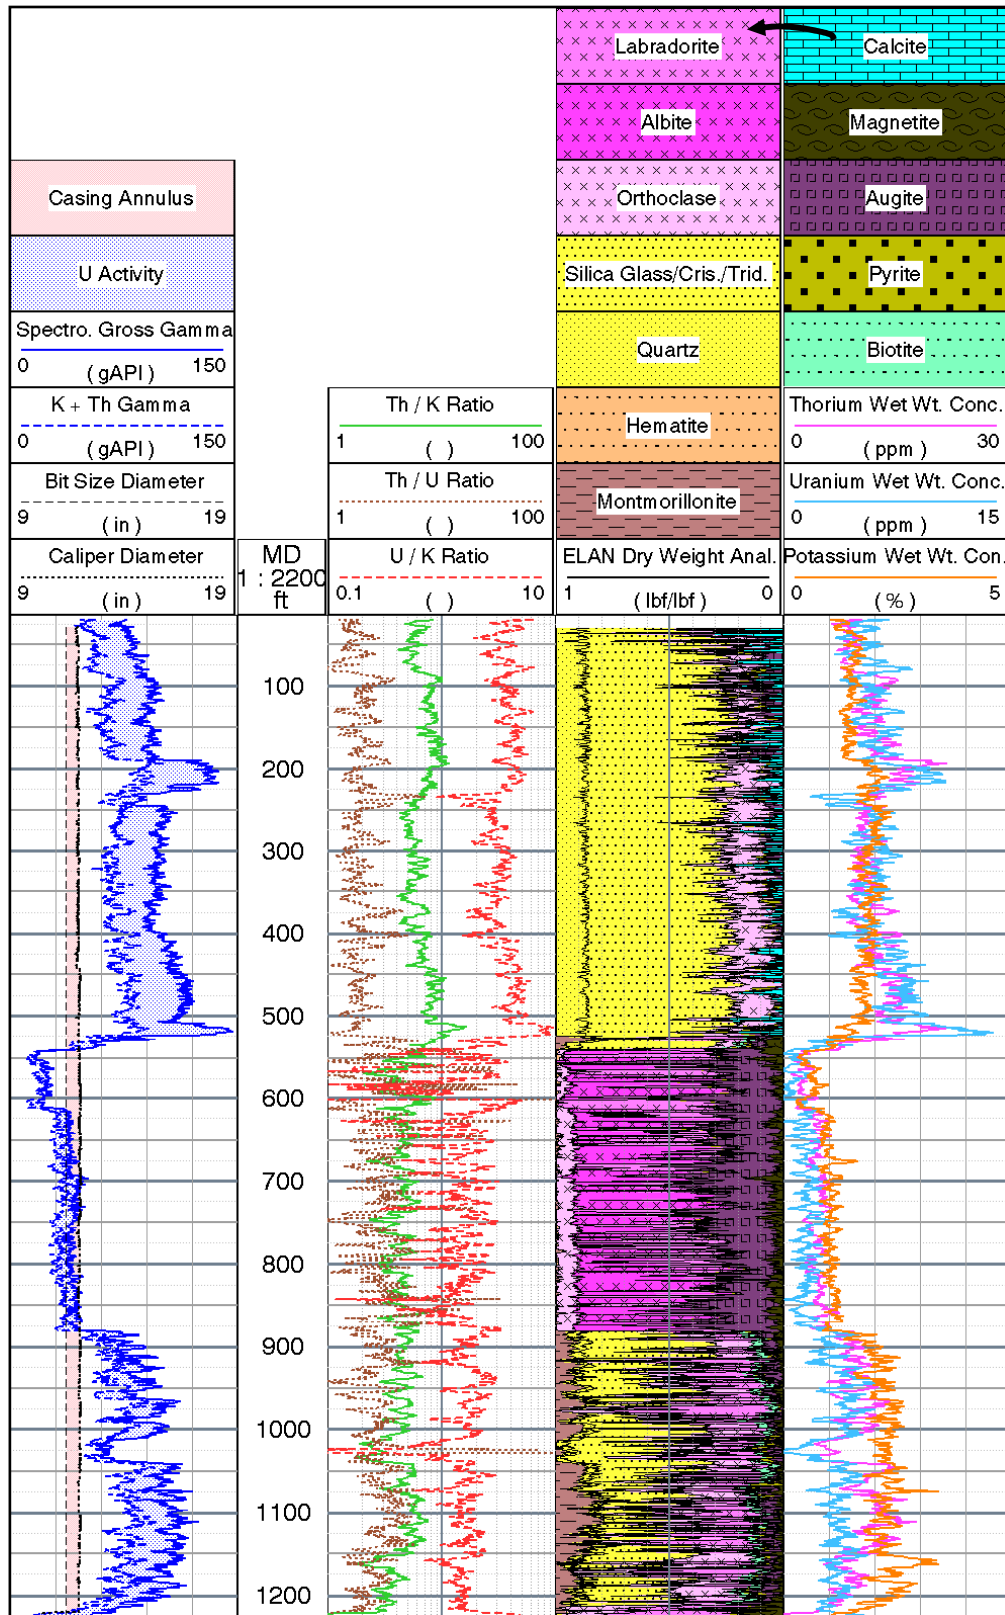 Labradorite
Calcite
Albite
Magnetite
Casing Annulus
Orthoclase
Augite
U Activity
Silica Glass/Cris./Trid.
Pyrite
Spectro. Gross Gamma
0 (gAPI) 150
Quartz
Biotite
K + Th Gamma
0 (gAPI) 150
Th / K Ratio
1 ( ) 100
Hematite
Thorium Wet Wt. Conc.
0 (ppm) 30
Bit Size Diameter
9 (in) 19
Th / U Ratio
1 ( ) 100
Montmorillonite
Uranium Wet Wt. Conc.
0 (ppm) 15
Caliper Diameter
9 (in) 19
MD
1 : 2200
ft
U / K Ratio
0.1 ( ) 10
ELAN Dry Weight Anal.
1 (lbf/lbf) 0
Potassium Wet Wt. Con.
0 (%) 5
100
200
300
400
500
600
700
800
900
1000
1100
1200